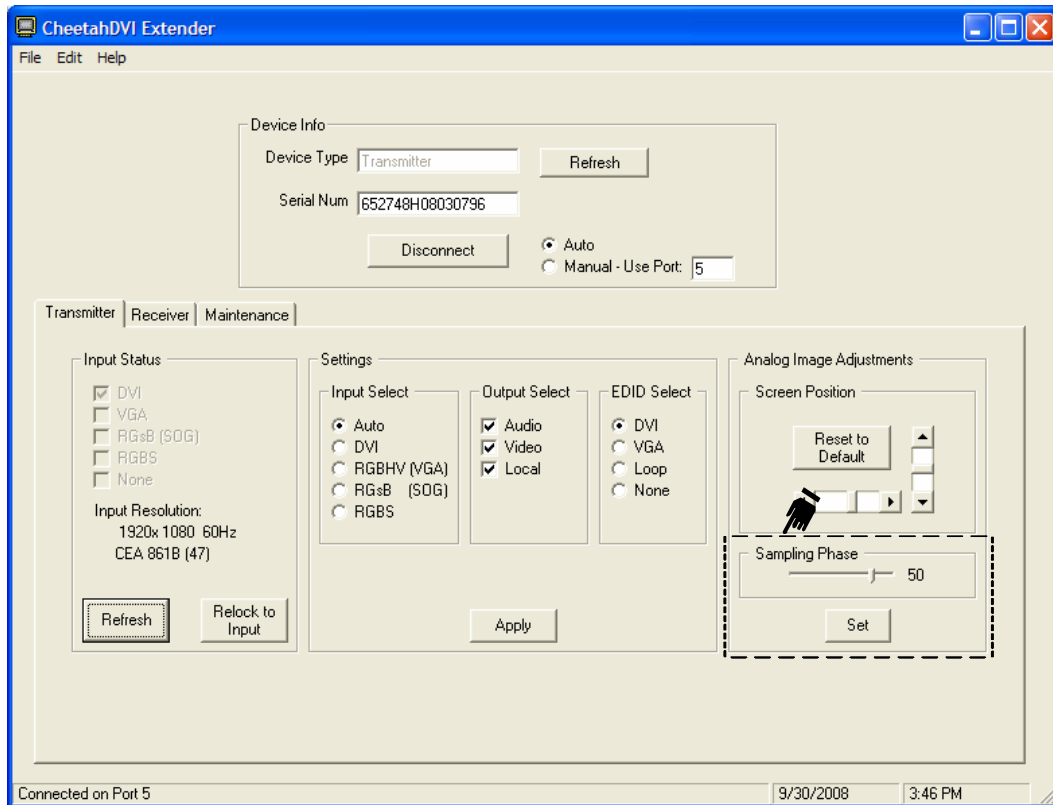 CheetahDVI Extender
File Edit Help
Device Info
Device Type Transmitter Refresh
Serial Num 652748H08030796
Disconnect Auto
Manual - Use Port: 5
Transmitter Receiver Maintenance
Input Status
DVI
VGA
RGsB (SOG)
RGBS
None
Input Resolution:
1920x 1080 60Hz
CEA 861B (47)
Refresh
Relock to
Input
Settings
Input Select
Auto
DVI
RGBHV (VGA)
RGsB (SOG)
RGBS
Output Select
Audio
Video
Local
EDID Select
DVI
VGA
Loop
None
Apply
Analog Image Adjustments
Screen Position
Reset to
Default
Sampling Phase
50
Set
Connected on Port 5 9/30/2008 3:46 PM